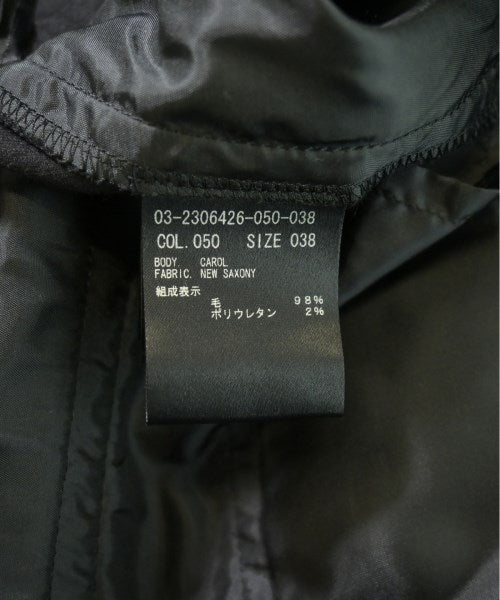 03-2306426-050-038
COL. 050 SIZE 038
BODY. CAROL
FABRIC. NEW SAXONY
組成表示
毛 98%
ポリウレタン 2%